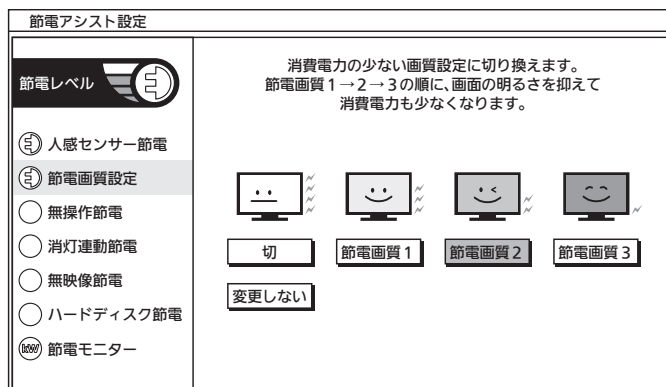 節電アシスト設定
節電レベル
人感センサー節電
節電画質設定
無操作節電
消灯連動節電
無映像節電
ハードディスク節電
kW 節電モニター
消費電力の少ない画質設定に切り換えます。
節電画質1→2→3の順に、画面の明るさを抑えて
消費電力も少なくなります。
切 節電画質1 節電画質2 節電画質3
変更しない